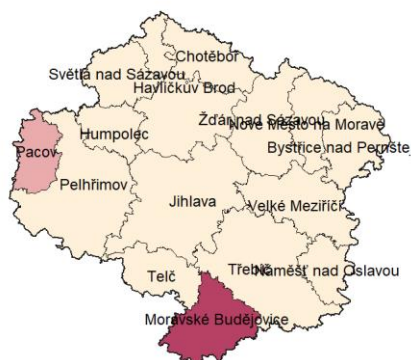 Chotěboř
Světlá nad Sázavou
Havlíčkův Brod
Žďár nad Sázavou
Nové Město na Moravě
Humpolec
Pacov
Bystřice nad Pernšte
Pelhřimov
Jihlava
Velké Meziříčí
Telč
Třebíč
Náměšť nad Oslavou
Moravské Budějovice